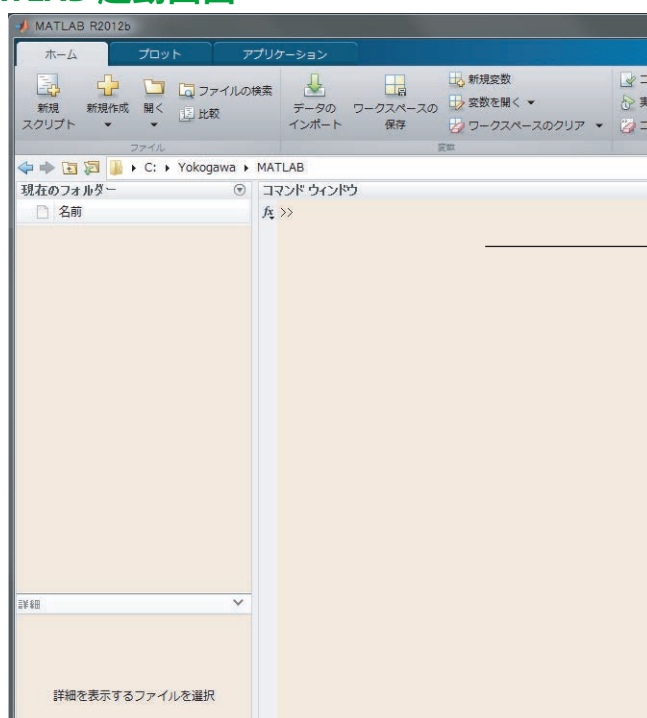 MATLAB R2012b
ホーム プロット アプリケーション
新規
スクリプト
新規作成
開く
ファイルの検索
比較
ファイル
データの
インポート
ワークスペースの
保存
新規変数
変数を開く
ワークスペースのクリア
変数
C: Yokogawa MATLAB
現在のフォルダー
名前
コマンド ウィンドウ
fx >>
詳細
詳細を表示するファイルを選択